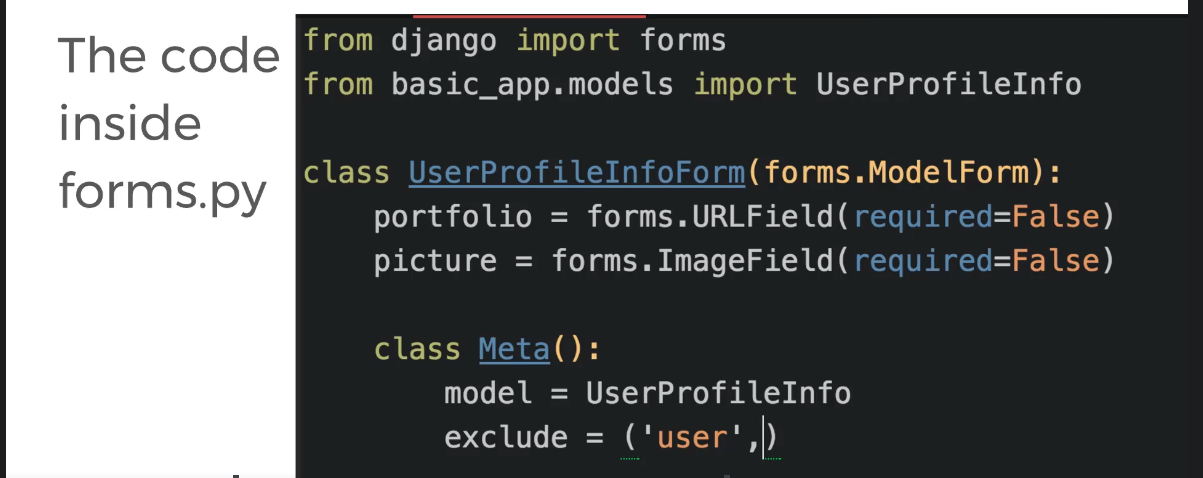 The code
inside
forms.py
from django import forms
from basic_app.models import UserProfileInfo
class UserProfileInfoForm(forms.ModelForm):
portfolio = forms.URLField(required=False)
picture = forms.ImageField(required=False)
class Meta():
model = UserProfileInfo
exclude = ('user',)